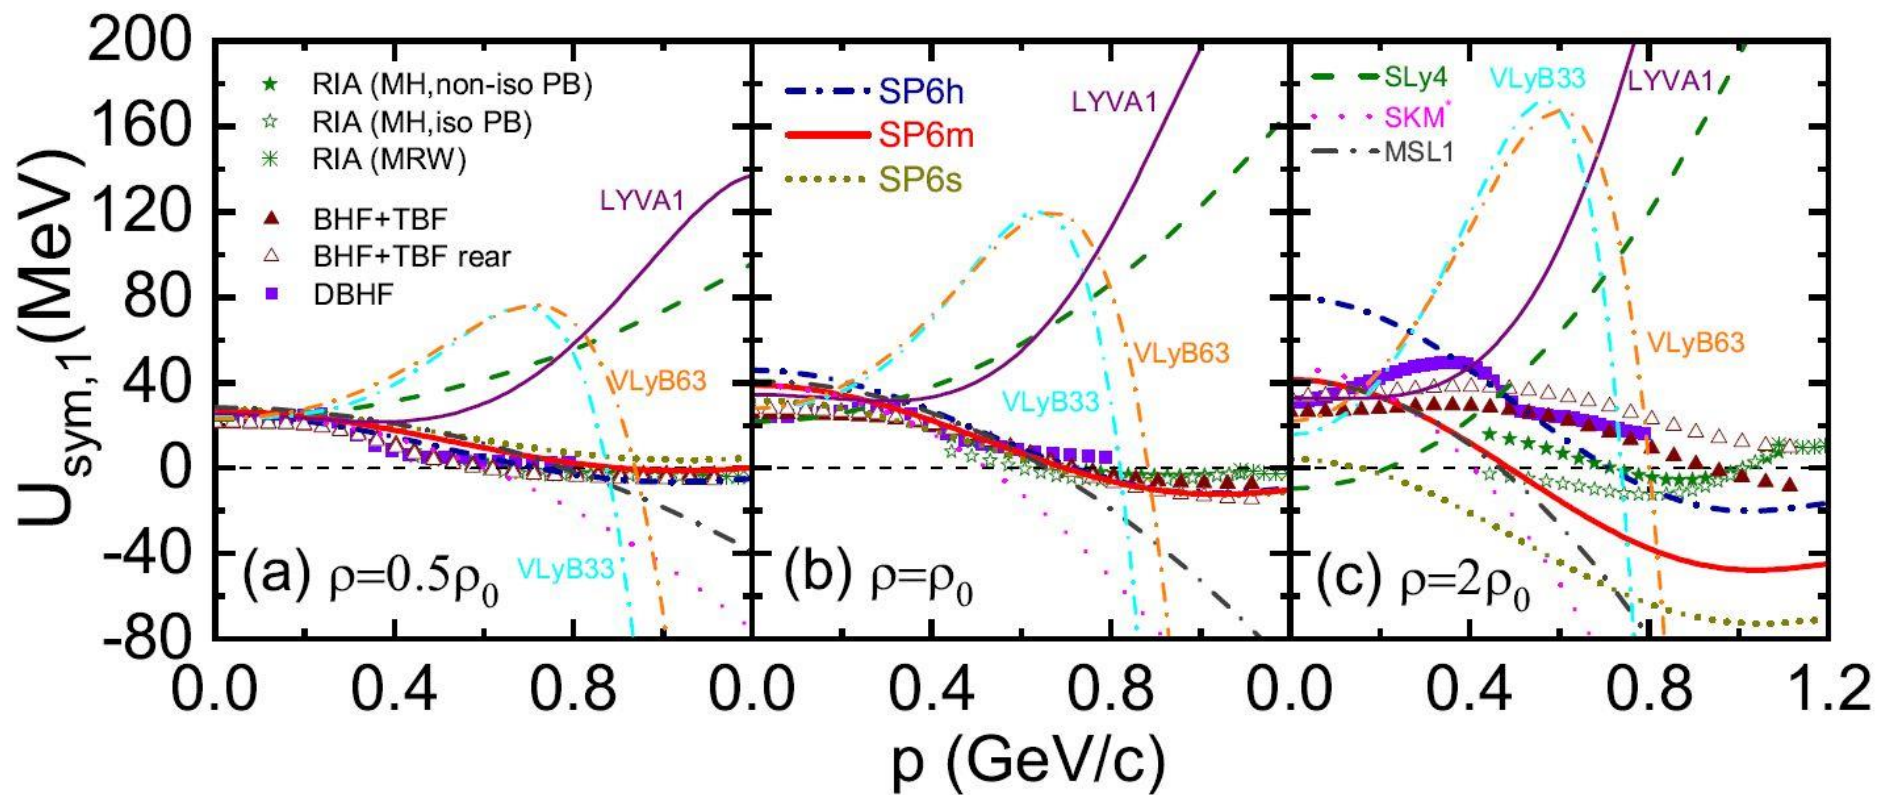 U_sym,1 (MeV)
200
160
120
80
40
0
-40
-80
RIA (MH,non-iso PB)
RIA (MH,iso PB)
RIA (MRW)
BHF+TBF
BHF+TBF rear
DBHF
LYVA1
VLyB63
VLyB33
(a) ρ=0.5ρ₀
SP6h
SP6m
SP6s
LYVA1
VLyB63
VLyB33
(b) ρ=ρ₀
SLy4
SKM*
MSL1
VLyB33
LYVA1
VLyB63
(c) ρ=2ρ₀
0.0 0.4 0.8 0.0 0.4 0.8 0.0 0.4 0.8 1.2
p (GeV/c)